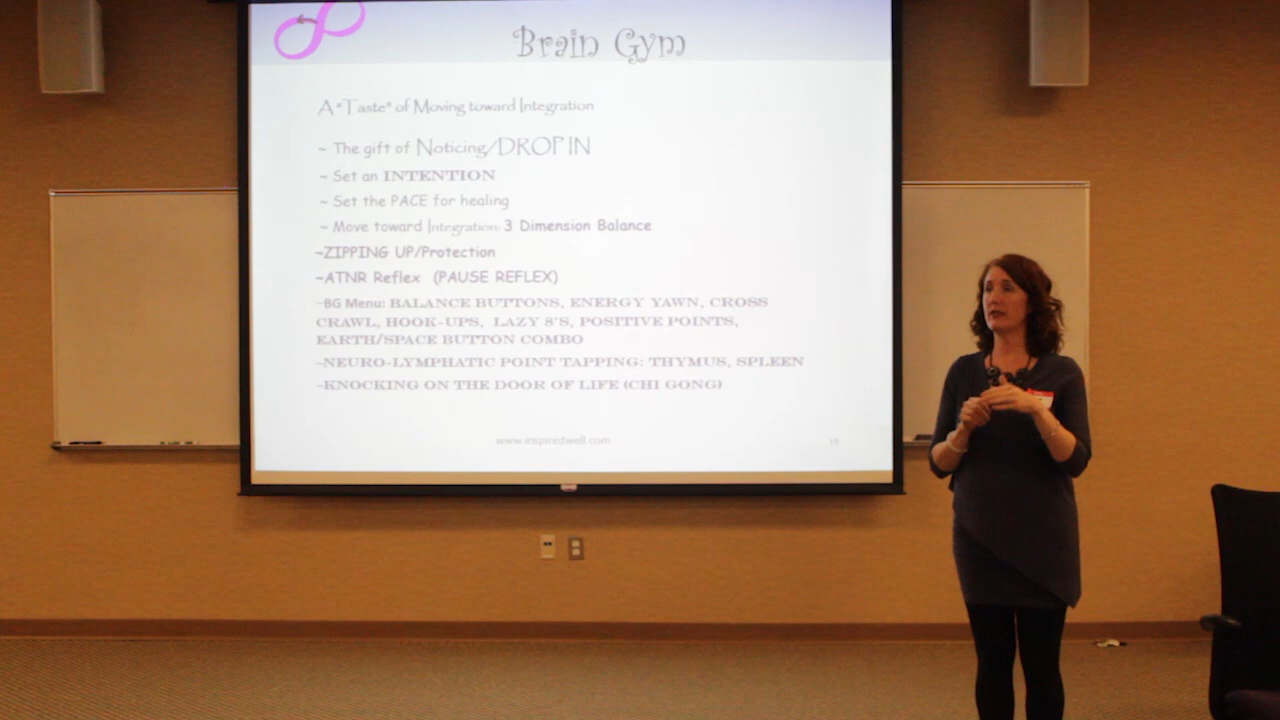 Brain Gym
A "Taste" of Moving toward Integration
~ The gift of Noticing/DROP IN
~ Set an INTENTION
~ Set the PACE for healing
~ Move toward Integration: 3 Dimension Balance
~ZIPPING UP/Protection
~ATNR Reflex (PAUSE REFLEX)
~BG Menu: BALANCE BUTTONS, ENERGY YAWN, CROSS
CRAWL, HOOK-UPS, LAZY 8'S, POSITIVE POINTS,
EARTH/SPACE BUTTON COMBO
~NEURO-LYMPHATIC POINT TAPPING: THYMUS, SPLEEN
~KNOCKING ON THE DOOR OF LIFE (CHI GONG)
www.inspiredwell.com